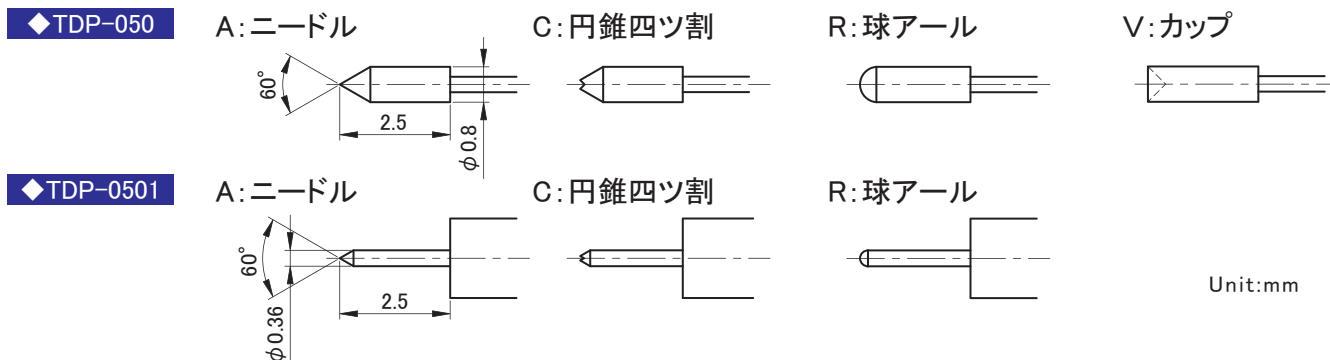 ◆TDP-050
A:ニードル
C:円錐四ツ割
R:球アール
V:カップ
60°
2.5
φ0.8
◆TDP-0501
A:ニードル
C:円錐四ツ割
R:球アール
60°
2.5
φ0.36
Unit:mm